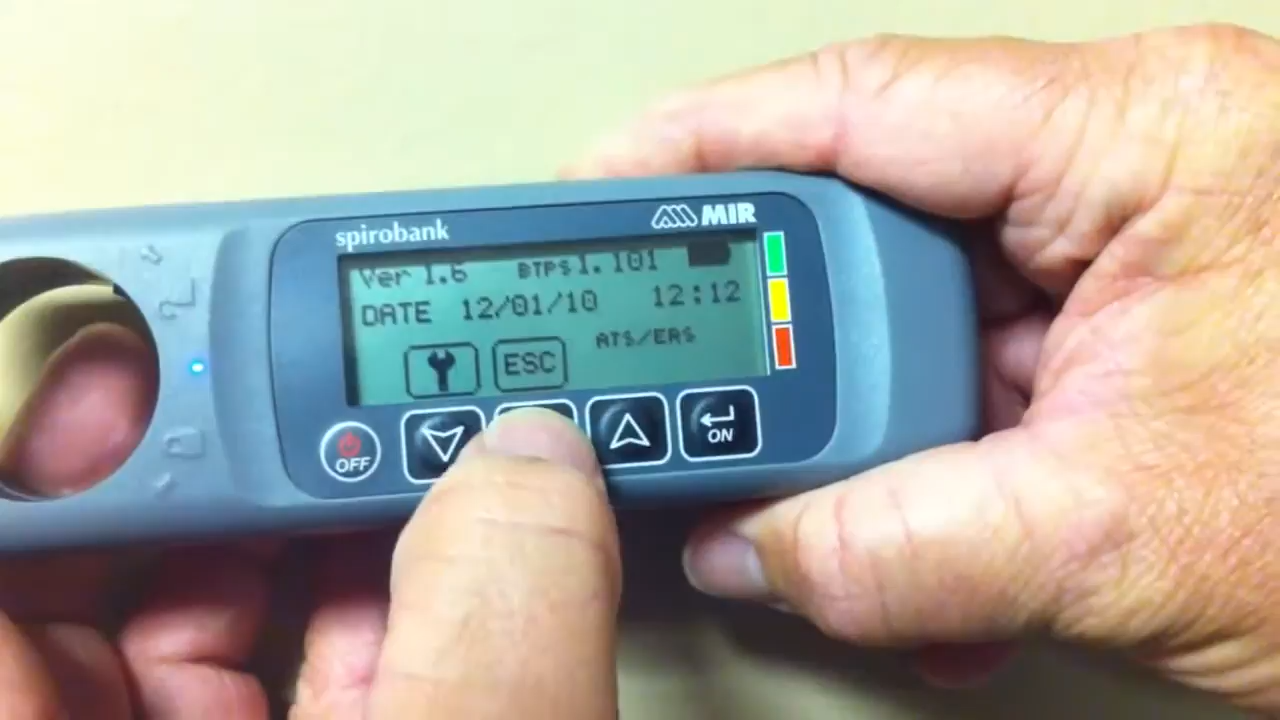 spirobank MIR
Ver 1.6 BTPS 1.101
DATE 12/01/10 12:12
ATS/ERS
ESC
OFF
ON